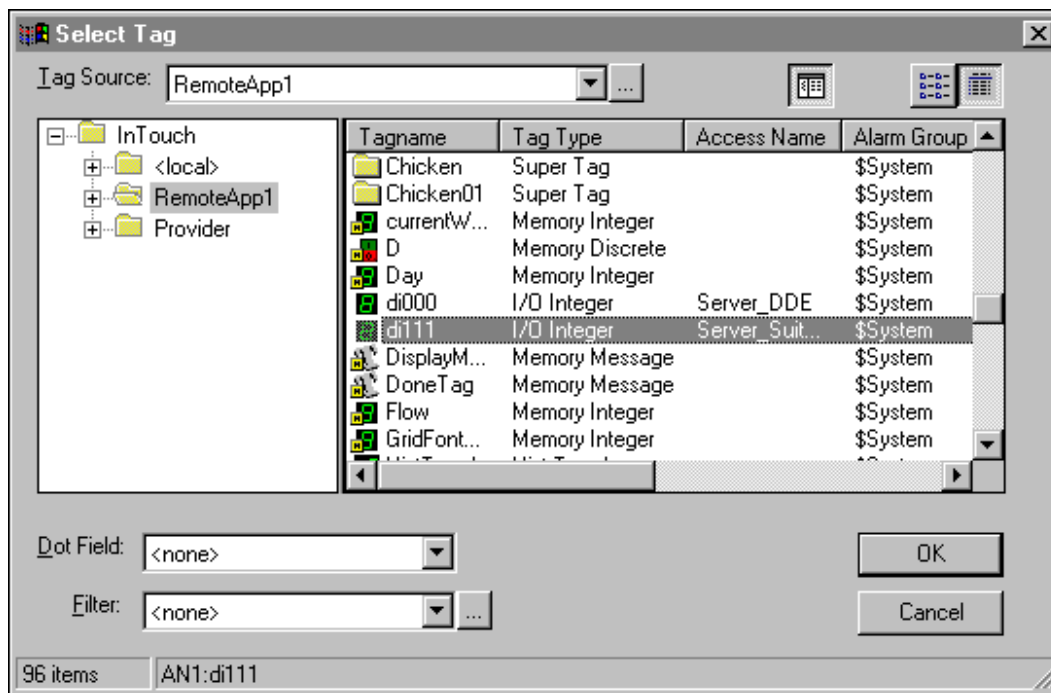 Select Tag
Tag Source: RemoteApp1 ...
InTouch
<local>
RemoteApp1
Provider
Tagname Tag Type Access Name Alarm Group
Chicken Super Tag $System
Chicken01 Super Tag $System
currentW... Memory Integer $System
D Memory Discrete $System
Day Memory Integer $System
di000 I/O Integer Server_DDE $System
di111 I/O Integer Server_Suit... $System
DisplayM... Memory Message $System
DoneTag Memory Message $System
Flow Memory Integer $System
GridFont... Memory Integer $System
Dot Field: <none> OK
Filter: <none> ... Cancel
96 items AN1:di111